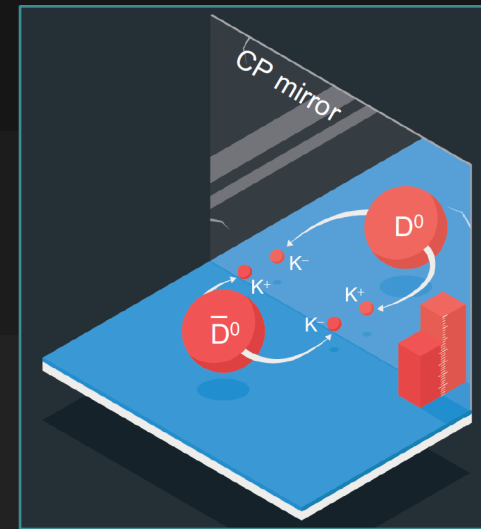 CP mirror
D⁰
K⁻
K⁺
K⁺
K⁻
D̅⁰